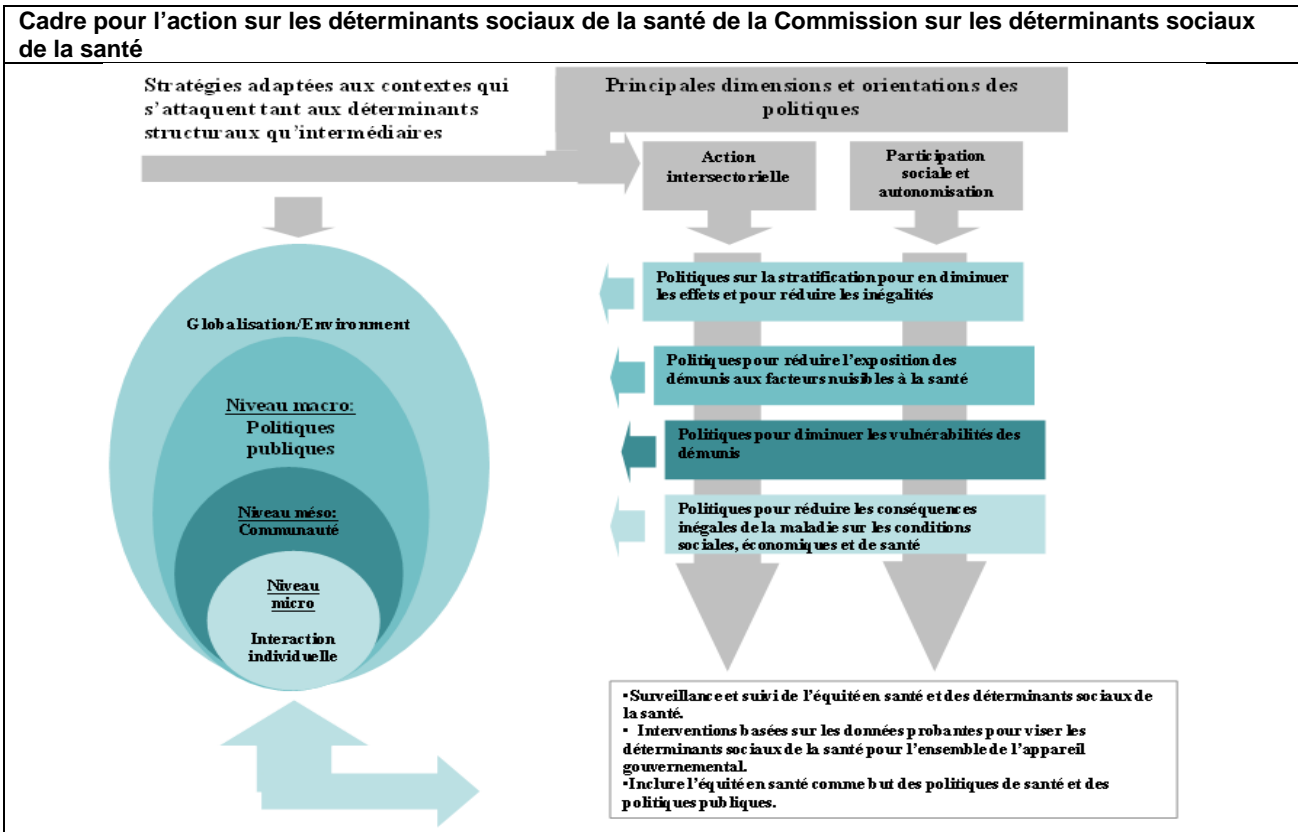 Cadre pour l'action sur les déterminants sociaux de la santé de la Commission sur les déterminants sociaux
de la santé
Stratégies adaptées aux contextes qui
s'attaquent tant aux déterminants
structuraux qu'intermédiaires
Principales dimensions et orientations des
politiques
Action
intersectorielle
Participation
sociale et
autonomisation
Globalisation/Environment
Niveau macro:
Politiques
publiques
Niveau méso:
Communauté
Niveau
micro
Interaction
individuelle
Politiques sur la stratification pour en diminuer
les effets et pour réduire les inégalités
Politiques pour réduire l'exposition des
démunis aux facteurs nuisibles à la santé
Politiques pour diminuer les vulnérabilités des
démunis
Politiques pour réduire les conséquences
inégales de la maladie sur les conditions
sociales, économiques et de santé
▪Surveillance et suivi de l'équité en santé et des déterminants sociaux de
la santé.
▪ Interventions basées sur les données probantes pour viser les
déterminants sociaux de la santé pour l'ensemble de l'appareil
gouvernemental.
▪Inclure l'équité en santé comme but des politiques de santé et des
politiques publiques.